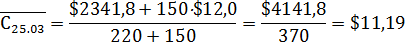 C̅₂₅.₀₃ = ($2341,8 + 150·$12,0) / (220 + 150) = $4141,8 / 370 = $11,19